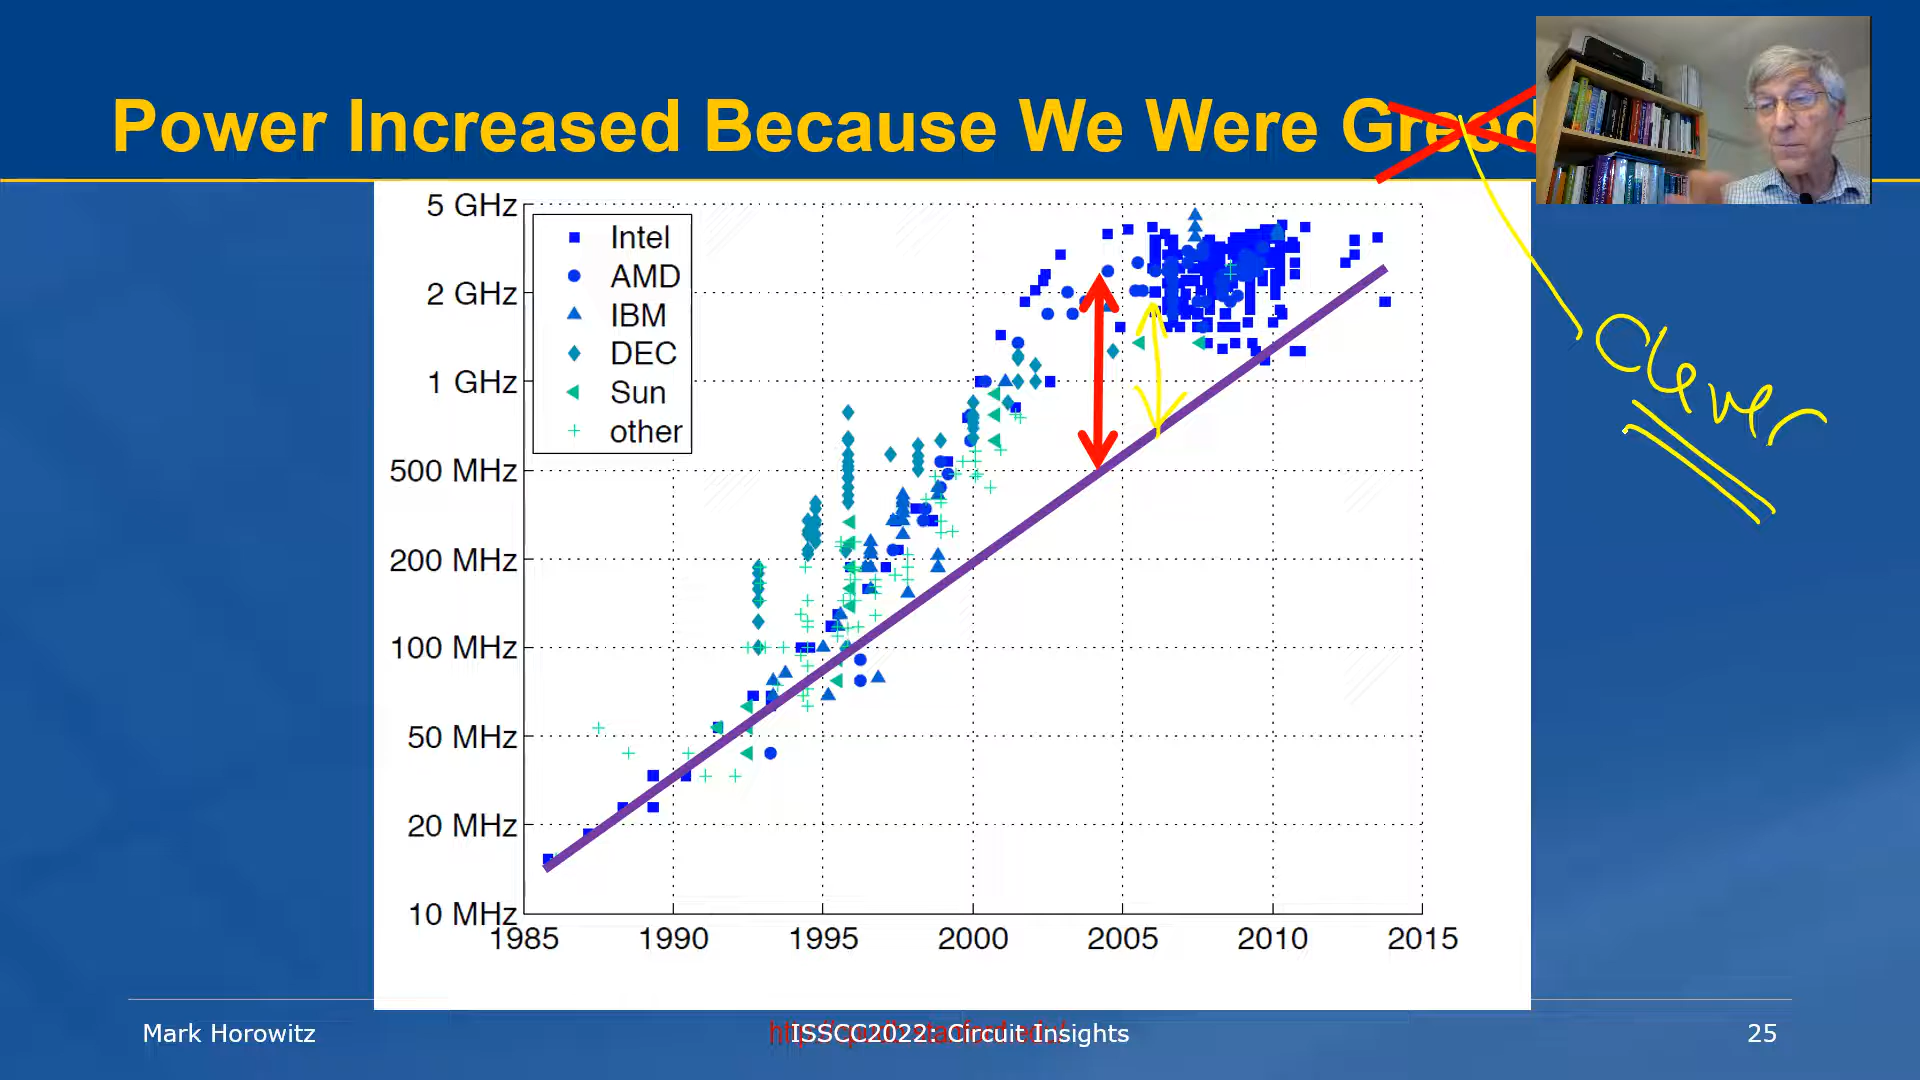 Power Increased Because We Were Greed
5 GHz
2 GHz
1 GHz
500 MHz
200 MHz
100 MHz
50 MHz
20 MHz
10 MHz
Intel
AMD
IBM
DEC
Sun
other
Clever
1985 1990 1995 2000 2005 2010 2015
Mark Horowitz
ISSCC2022: Circuit Insights
25